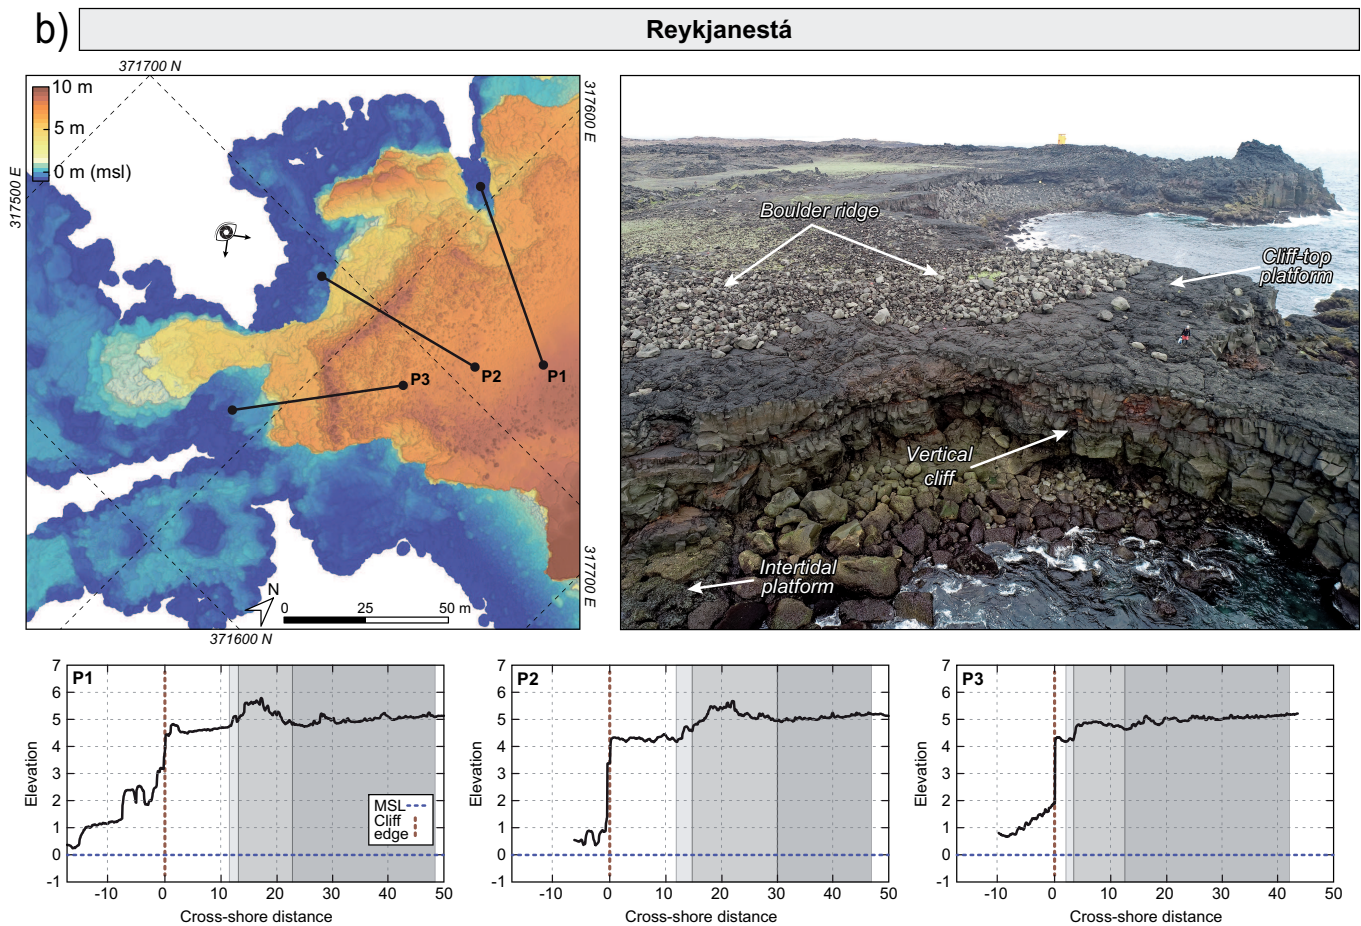 b)
Reykjanestá
371700 N
10 m
5 m
0 m (msl)
317500 E
317600 E
P1
P2
P3
317700 E
N
0 25 50 m
371600 N
Boulder ridge
Cliff-top
platform
Vertical
cliff
Intertidal
platform
P1
7
6
5
4
3
2
1
0
-1
Elevation
MSL
Cliff
edge
-10 0 10 20 30 40 50
Cross-shore distance
P2
7
6
5
4
3
2
1
0
-1
Elevation
-10 0 10 20 30 40 50
Cross-shore distance
P3
7
6
5
4
3
2
1
0
-1
Elevation
-10 0 10 20 30 40 50
Cross-shore distance